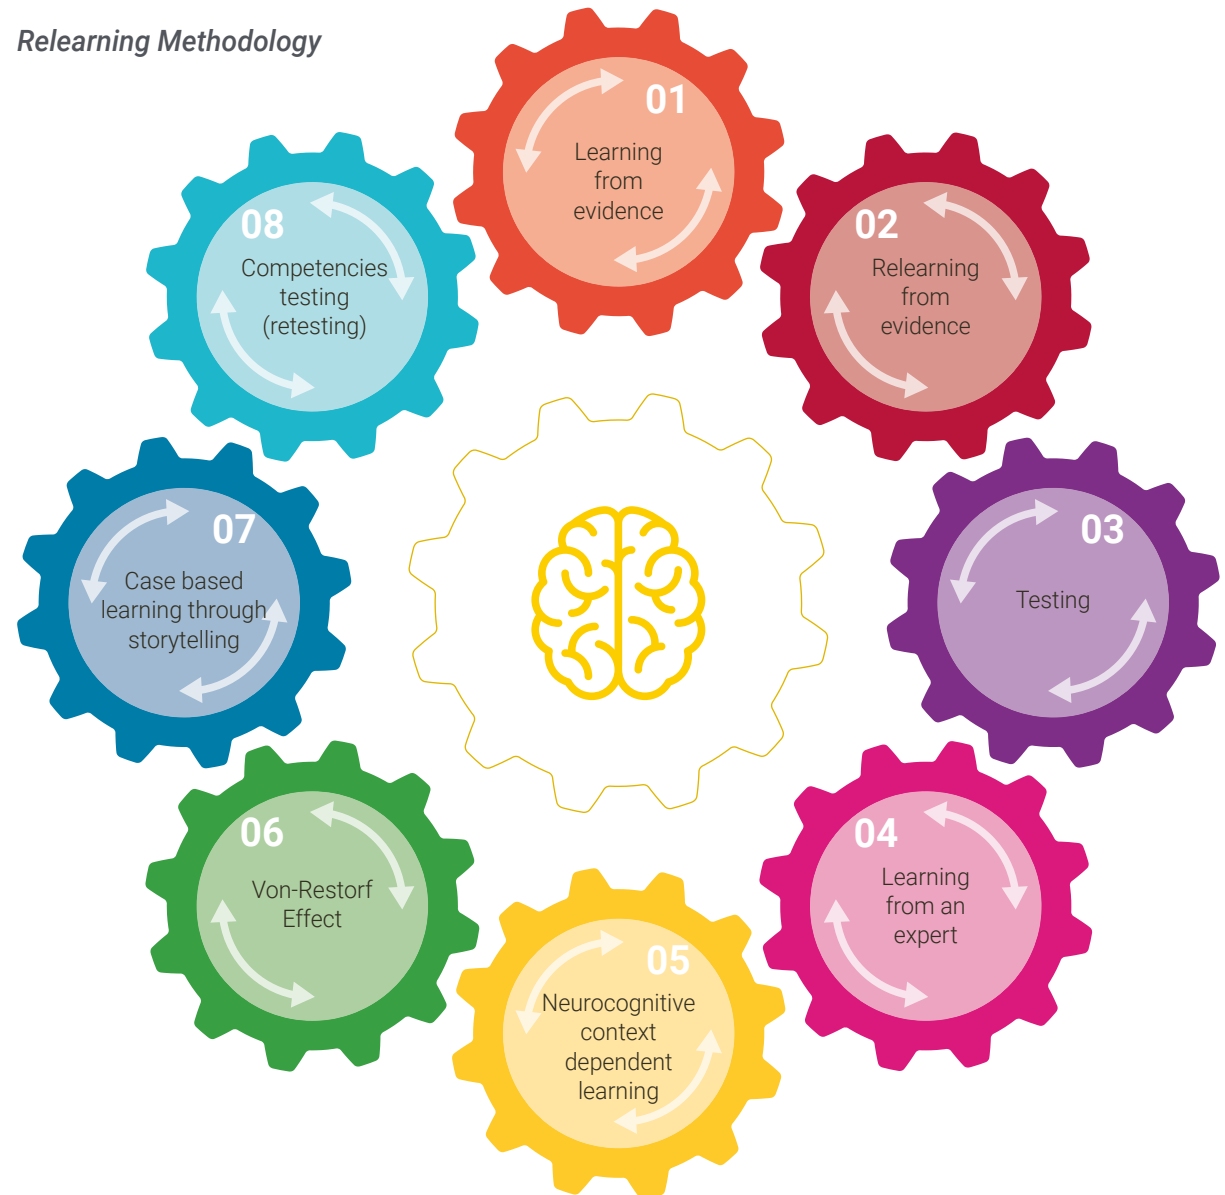 Relearning Methodology
01
Learning
from
evidence
02
Relearning
from
evidence
03
Testing
04
Learning
from an
expert
05
Neurocognitive
context
dependent
learning
06
Von-Restorf
Effect
07
Case based
learning through
storytelling
08
Competencies
testing
(retesting)